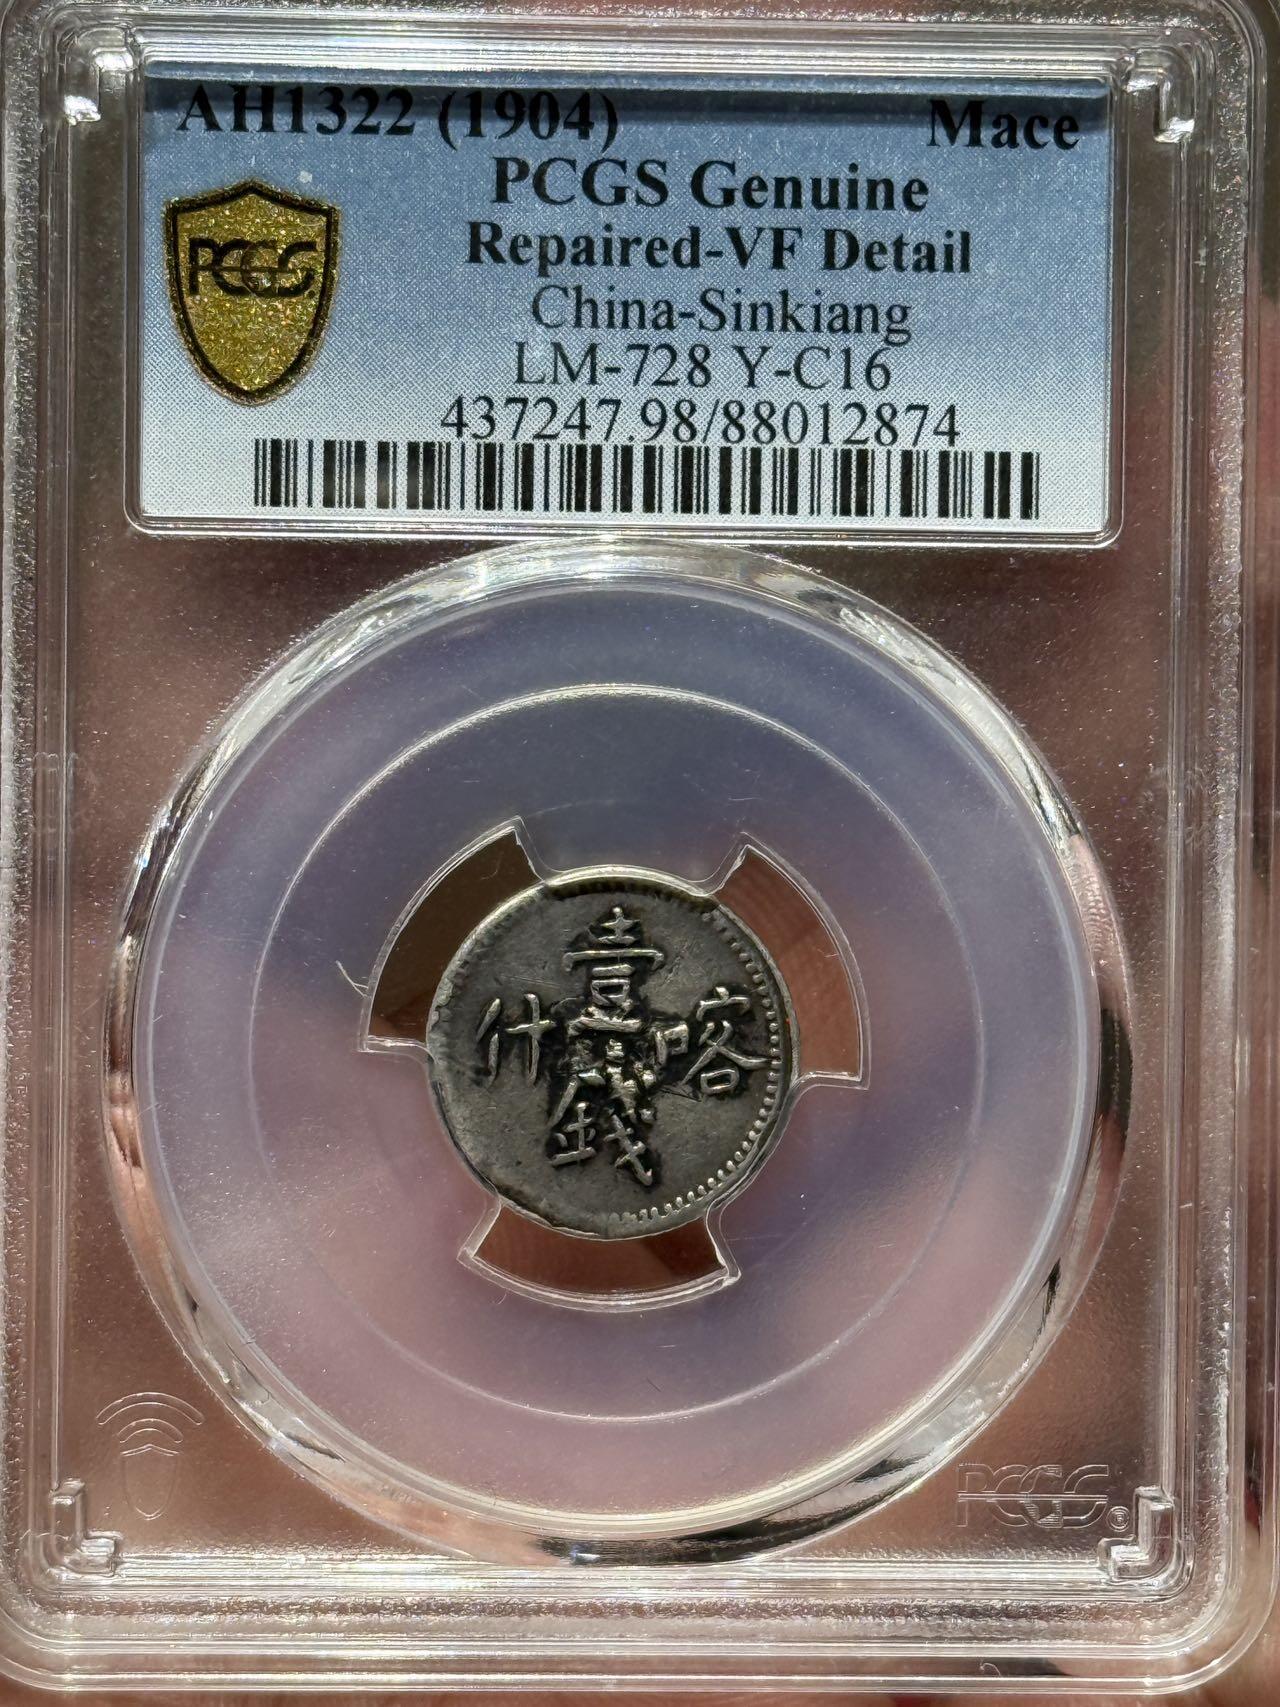 AH1322 (1904) Mace
PCGS Genuine
Repaired-VF Detail
China-Sinkiang
LM-728 Y-C16
437247.98/88012874
PCGS
壹
什 喀
錢
PCGS®